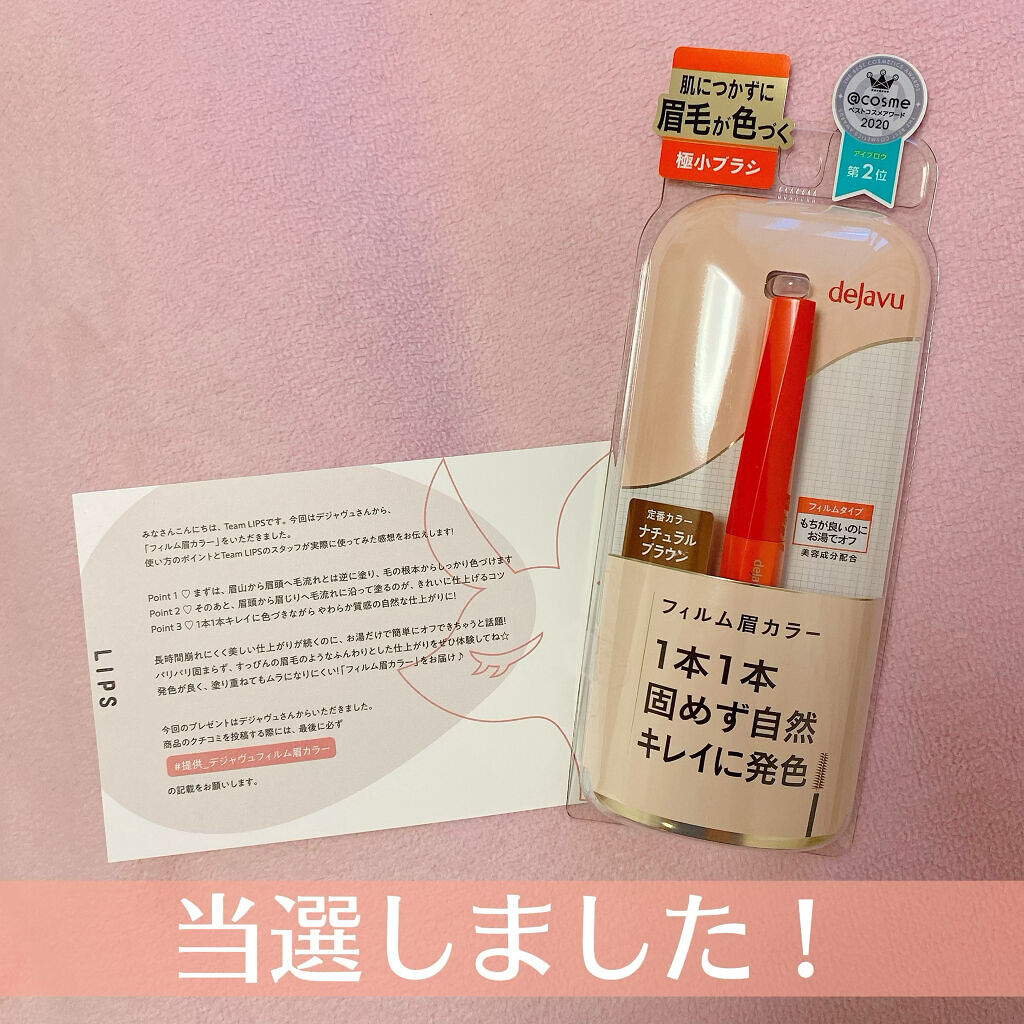 肌につかずに
眉毛が色づく
極小ブラシ
@cosme
ベストコスメアワード
2020
アイブロウ
第2位
dejavu
定番カラー
ナチュラル
ブラウン
フィルムタイプ
もちが良いのに
お湯でオフ
美容成分配合
deja
フィルム眉カラー
1本1本
固めず自然
キレイに発色
みなさんこんにちは、Team LIPSです。今回はデジャヴュさんから、
「フィルム眉カラー」をいただきました。
使い方のポイントとTeam LIPSのスタッフが実際に使ってみた感想をお伝えします!
Point 1 ♡ まずは、眉山から眉頭へ毛流れとは逆に塗り、毛の根本からしっかり色づけます
Point 2 ♡ そのあと、眉頭から眉じりへ毛流れに沿って塗るのが、きれいに仕上げるコツ
Point 3 ♡ 1本1本キレイに色づきながら やわらか質感の自然な仕上がりに!
長時間崩れにくく美しい仕上がりが続くのに、お湯だけで簡単にオフできちゃうと話題!
バリバリ固まらず、すっぴんの眉毛のようなふんわりとした仕上がりをぜひ体験してね☆
発色が良く、塗り重ねてもムラになりにくい!「フィルム眉カラー」をお届け♪
LIPS
今回のプレゼントはデジャヴュさんからいただきました。
商品のクチコミを投稿する際には、最後に必ず
#提供_デジャヴュフィルム眉カラー
の記載をお願いします。
当選しました!